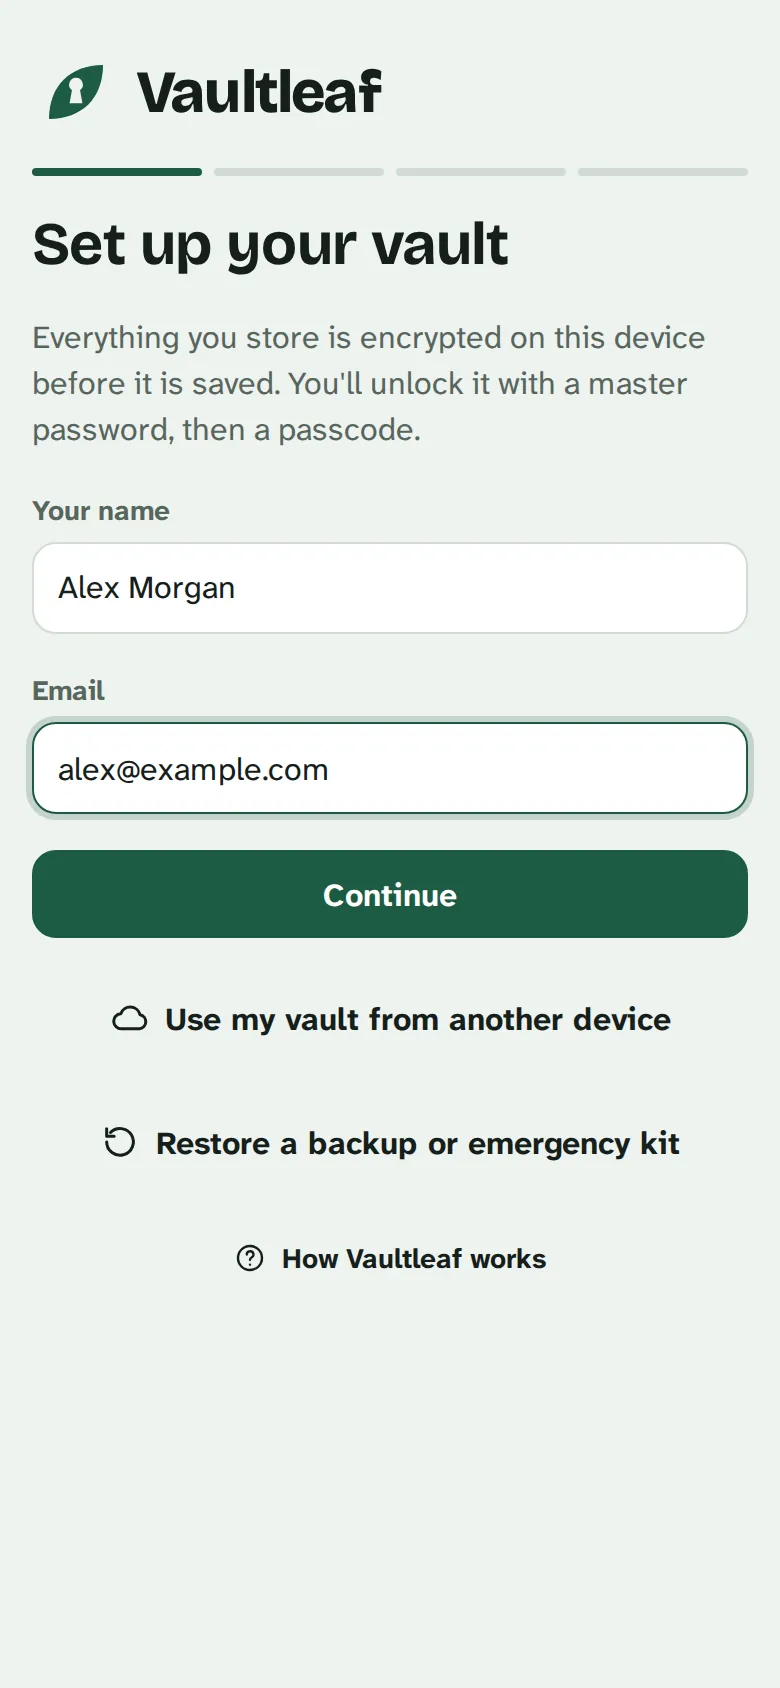 Vaultleaf
Set up your vault
Everything you store is encrypted on this device
before it is saved. You'll unlock it with a master
password, then a passcode.
Your name
Alex Morgan
Email
alex@example.com
Continue
Use my vault from another device
Restore a backup or emergency kit
How Vaultleaf works